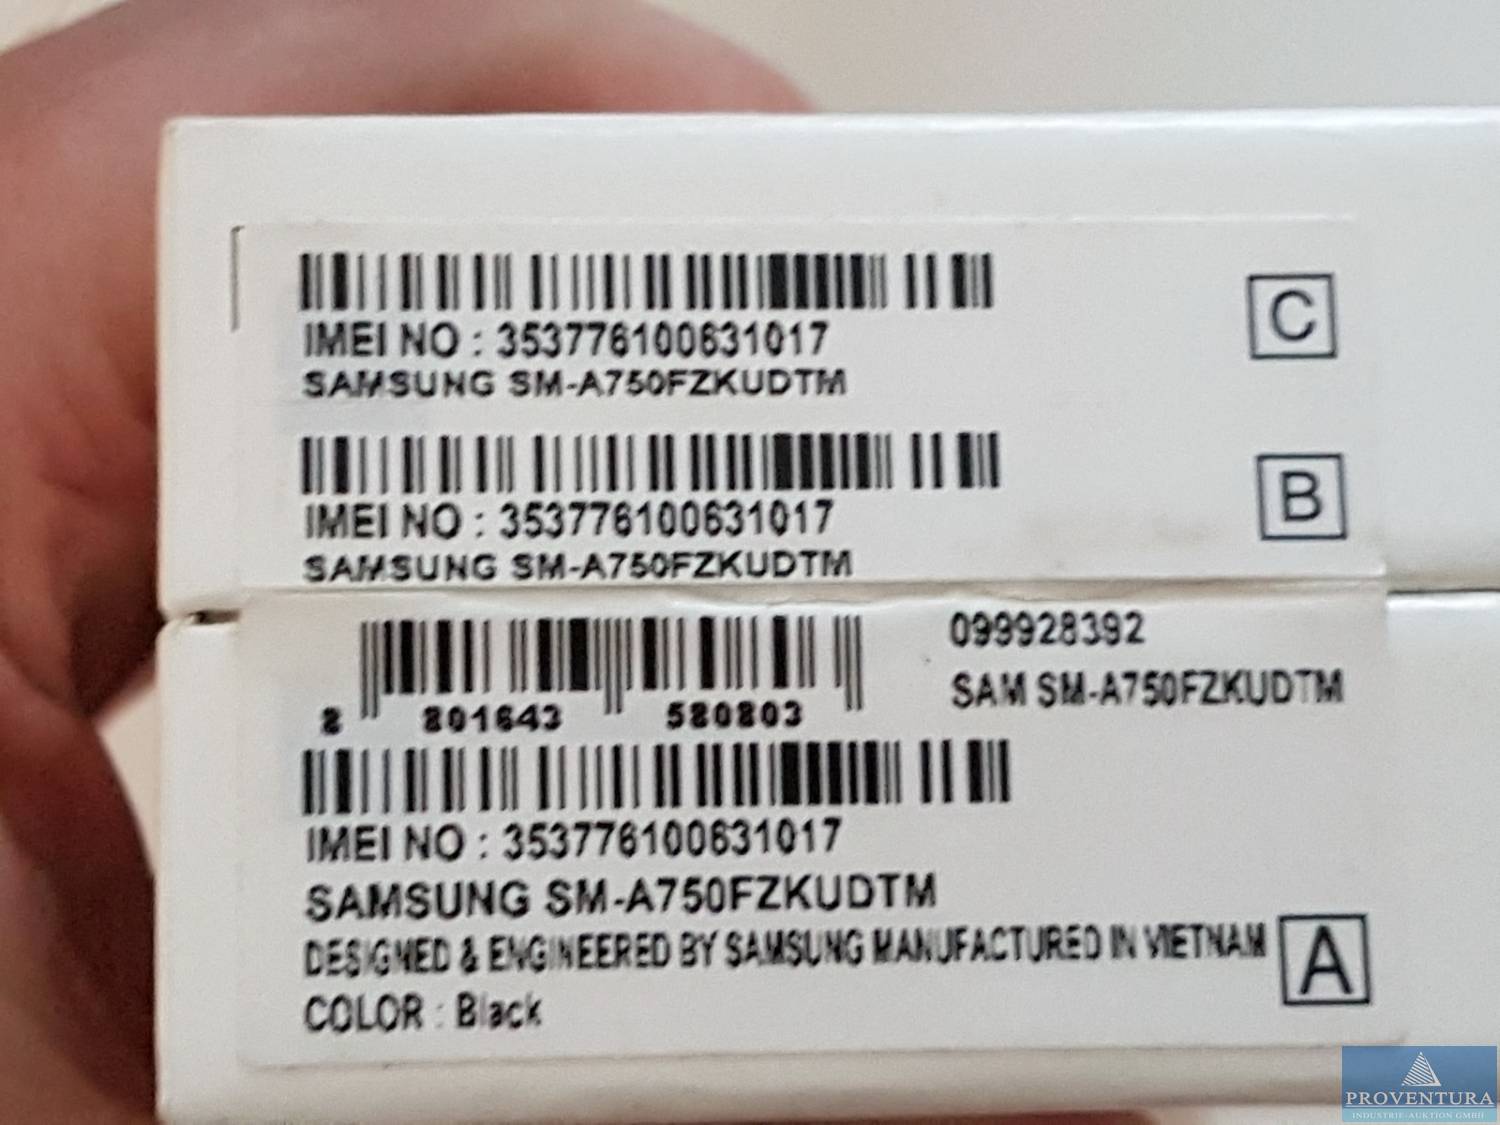 C
IMEI NO : 353776100631017
SAMSUNG SM-A750FZKUDTM
B
IMEI NO : 353776100631017
SAMSUNG SM-A750FZKUDTM
099928392
SAM SM-A750FZKUDTM
8 801643 580803
IMEI NO : 353776100631017
SAMSUNG SM-A750FZKUDTM
DESIGNED & ENGINEERED BY SAMSUNG MANUFACTURED IN VIETNAM
A
COLOR : Black
PROVENTURA
INDUSTRIE-AUKTION GMBH